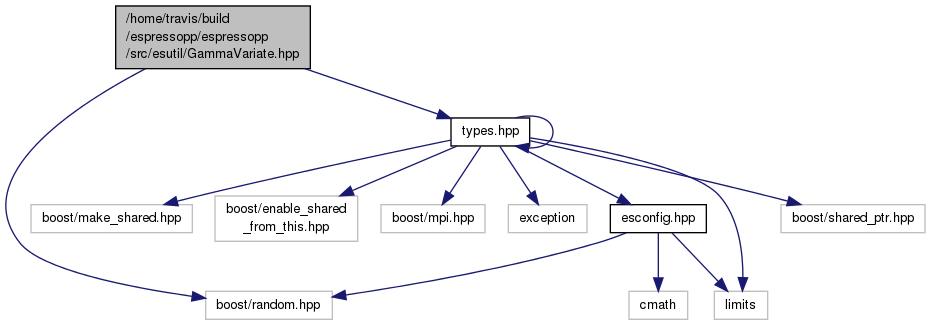 /home/travis/build
/espressopp/espressopp
/src/esutil/GammaVariate.hpp
types.hpp
boost/make_shared.hpp
boost/enable_shared
_from_this.hpp
boost/mpi.hpp
exception
esconfig.hpp
boost/shared_ptr.hpp
boost/random.hpp
cmath
limits